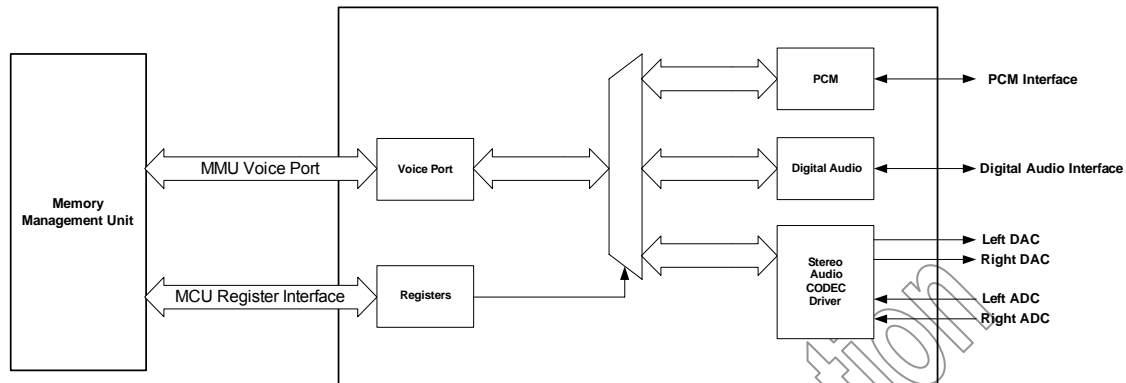 Memory
Management Unit
MMU Voice Port
MCU Register Interface
Voice Port
Registers
PCM
Digital Audio
Stereo
Audio
CODEC
Driver
PCM Interface
Digital Audio Interface
Left DAC
Right DAC
Left ADC
Right ADC